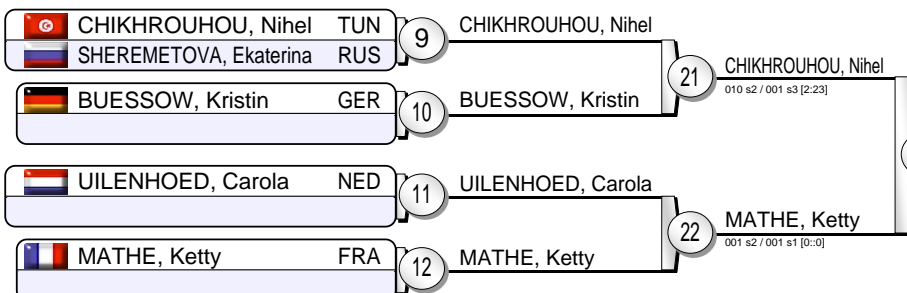 CHIKHROUHOU, Nihel TUN
SHEREMETOVA, Ekaterina RUS
9
CHIKHROUHOU, Nihel
BUESSOW, Kristin GER
10
BUESSOW, Kristin
21
CHIKHROUHOU, Nihel
010 s2 / 001 s3 [2:23]
UILENHOED, Carola NED
11
UILENHOED, Carola
MATHE, Ketty FRA
12
MATHE, Ketty
22
MATHE, Ketty
001 s2 / 001 s1 [0::0]